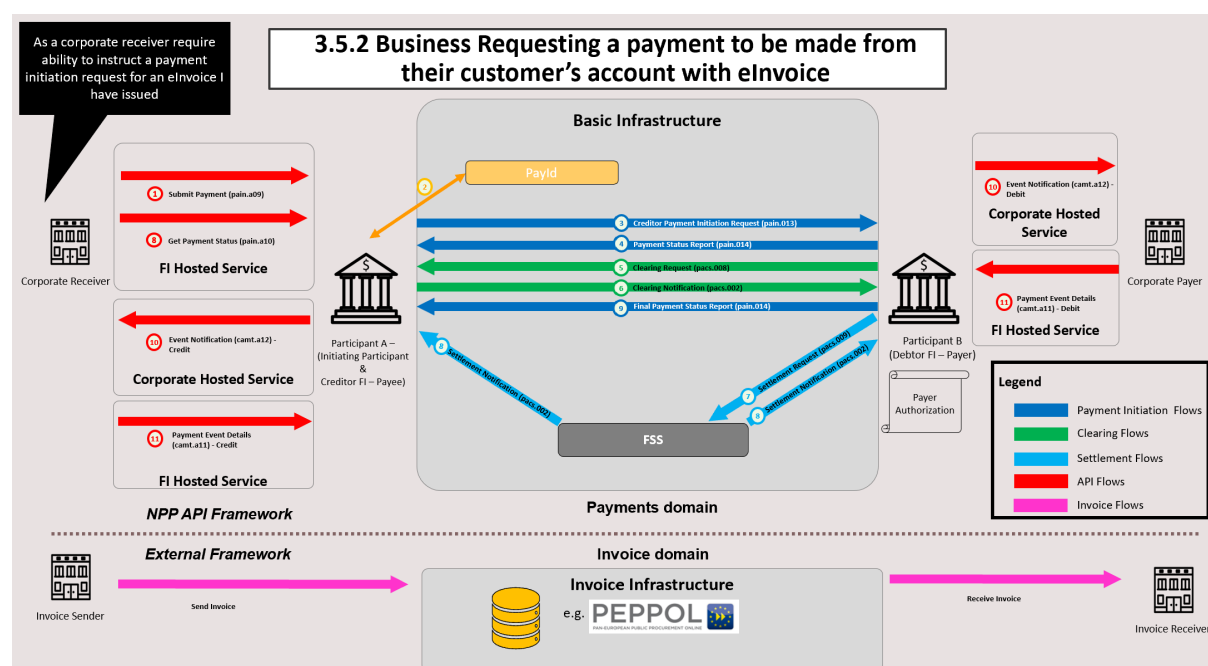 As a corporate receiver require
ability to instruct a payment
initiation request for an eInvoice I
have issued
3.5.2 Business Requesting a payment to be made from
their customer's account with eInvoice
Basic Infrastructure
PayId
2
1 Submit Payment (pain.a09)
8 Get Payment Status (pain.a10)
FI Hosted Service
Corporate Receiver
10 Event Notification (camt.a12) -
Credit
Corporate Hosted Service
11 Payment Event Details
(camt.a11) - Credit
FI Hosted Service
NPP API Framework
$
Participant A –
(Initiating Participant
&
Creditor FI – Payee)
3 Creditor Payment Initiation Request (pain.013)
4 Payment Status Report (pain.014)
5 Clearing Request (pacs.008)
6 Clearing Notification (pacs.002)
9 Final Payment Status Report (pain.014)
8 Settlement Notification (pacs.002)
7 Settlement Request (pacs.009)
8 Settlement Notification (pacs.002)
FSS
Payments domain
$
Participant B
(Debtor FI – Payer)
Payer
Authorization
10 Event Notification (camt.a12) -
Debit
Corporate Hosted
Service
Corporate Payer
11 Payment Event Details
(camt.a11) - Debit
FI Hosted Service
Legend
Payment Initiation Flows
Clearing Flows
Settlement Flows
API Flows
Invoice Flows
External Framework
Invoice domain
Invoice Sender
Send Invoice
Invoice Infrastructure
e.g. PEPPOL
PAN-EUROPEAN PUBLIC PROCUREMENT ONLINE
Receive Invoice
Invoice Receiver